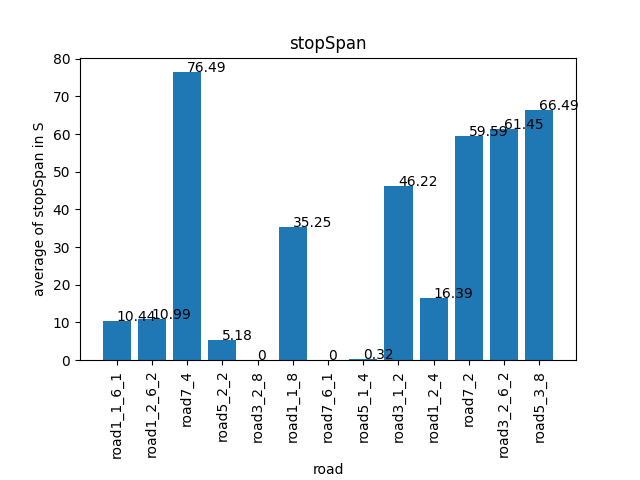 stopSpan
average of stopSpan in S
80
70
60
50
40
30
20
10
0
10.44
10.99
76.49
5.18
0
35.25
0
0.32
46.22
16.39
59.59
61.45
66.49
road1_1_6_1
road1_2_6_2
road7_4
road5_2_2
road3_2_8
road1_1_8
road7_6_1
road5_1_4
road3_1_2
road1_2_4
road7_2
road3_2_6_2
road5_3_8
road